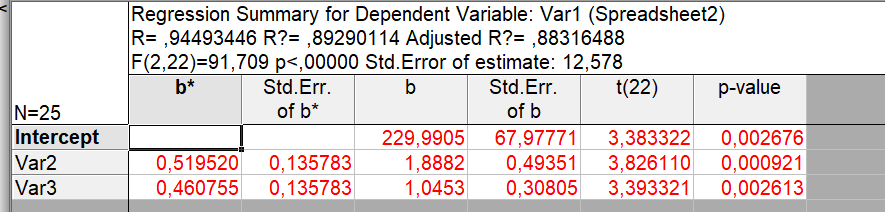 Regression Summary for Dependent Variable: Var1 (Spreadsheet2)
R= ,94493446 R?= ,89290114 Adjusted R?= ,88316488
F(2,22)=91,709 p<,00000 Std.Error of estimate: 12,578
N=25 b* Std.Err. of b* b Std.Err. of b t(22) p-value
Intercept 229,9905 67,97771 3,383322 0,002676
Var2 0,519520 0,135783 1,8882 0,49351 3,826110 0,000921
Var3 0,460755 0,135783 1,0453 0,30805 3,393321 0,002613